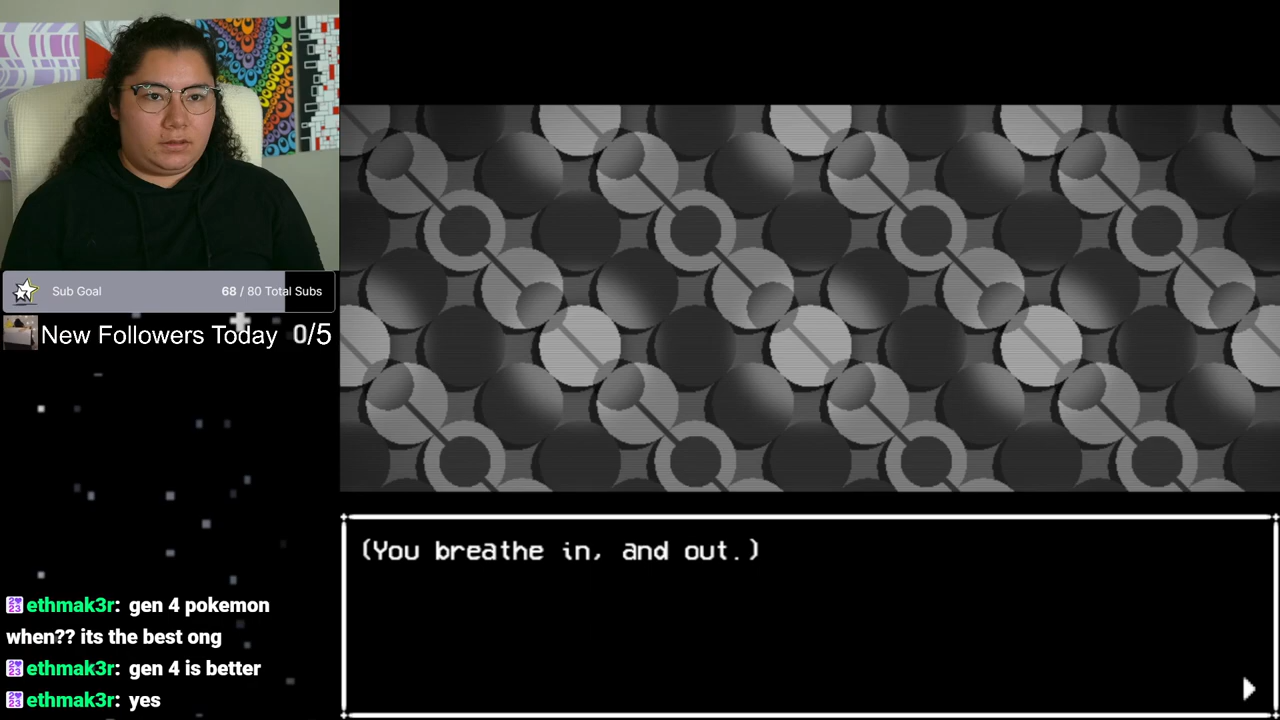 Sub Goal 68 / 80 Total Subs
New Followers Today 0/5
(You breathe in, and out.)
ethmak3r: gen 4 pokemon
when?? its the best ong
ethmak3r: gen 4 is better
ethmak3r: yes